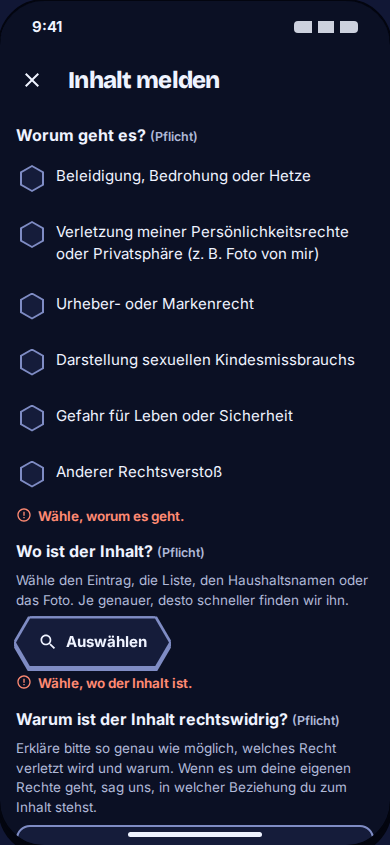 9:41
Inhalt melden
Worum geht es? (Pflicht)
Beleidigung, Bedrohung oder Hetze
Verletzung meiner Persönlichkeitsrechte
oder Privatsphäre (z. B. Foto von mir)
Urheber- oder Markenrecht
Darstellung sexuellen Kindesmissbrauchs
Gefahr für Leben oder Sicherheit
Anderer Rechtsverstoß
Wähle, worum es geht.
Wo ist der Inhalt? (Pflicht)
Wähle den Eintrag, die Liste, den Haushaltsnamen oder
das Foto. Je genauer, desto schneller finden wir ihn.
Auswählen
Wähle, wo der Inhalt ist.
Warum ist der Inhalt rechtswidrig? (Pflicht)
Erkläre bitte so genau wie möglich, welches Recht
verletzt wird und warum. Wenn es um deine eigenen
Rechte geht, sag uns, in welcher Beziehung du zum
Inhalt stehst.